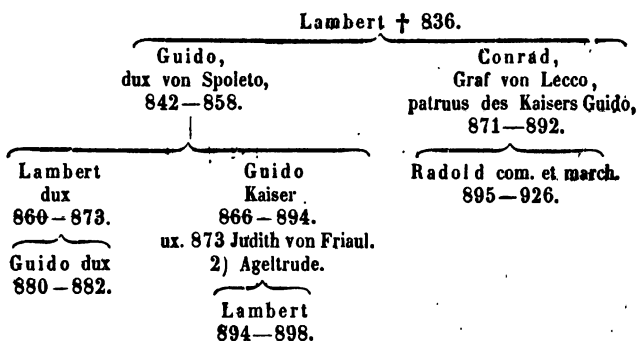 Lambert † 836.
Guido,
dux von Spoleto,
842—858.
Conrad,
Graf von Lecco,
patruus des Kaisers Guido,
871—892.
Lambert
dux
860—873.
Guido dux
880—882.
Guido
Kaiser
866—894.
ux. 873 Judith von Friaul.
2) Ageltrude.
Lambert
894—898.
Radold com. et march.
895—926.